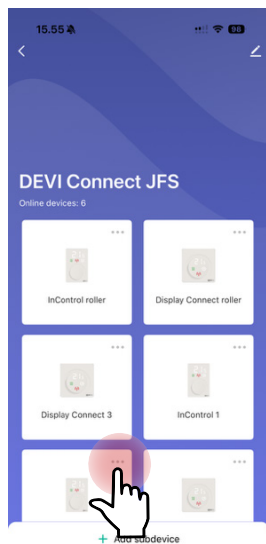 15.55
98
DEVI Connect JFS
Online devices: 6
InControl roller
Display Connect roller
Display Connect 3
InControl 1
+ Add subdevice